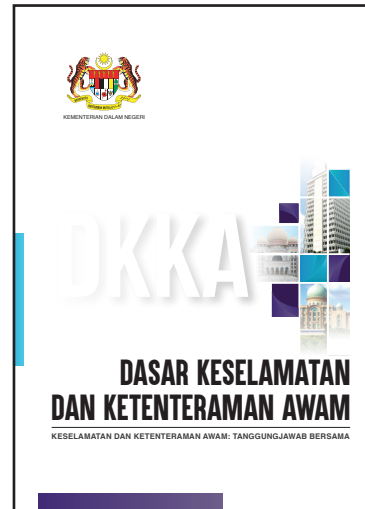 KEMENTERIAN DALAM NEGERI
DKKA
DASAR KESELAMATAN
DAN KETENTERAMAN AWAM
KESELAMATAN DAN KETENTERAMAN AWAM: TANGGUNGJAWAB BERSAMA